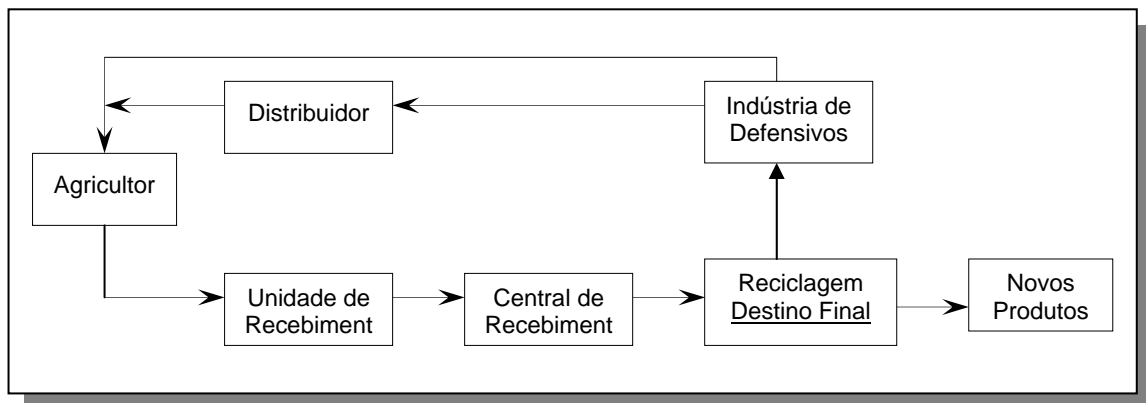 Distribuidor
Indústria de
Defensivos
Agricultor
Unidade de
Recebiment
Central de
Recebiment
Reciclagem
Destino Final
Novos
Produtos